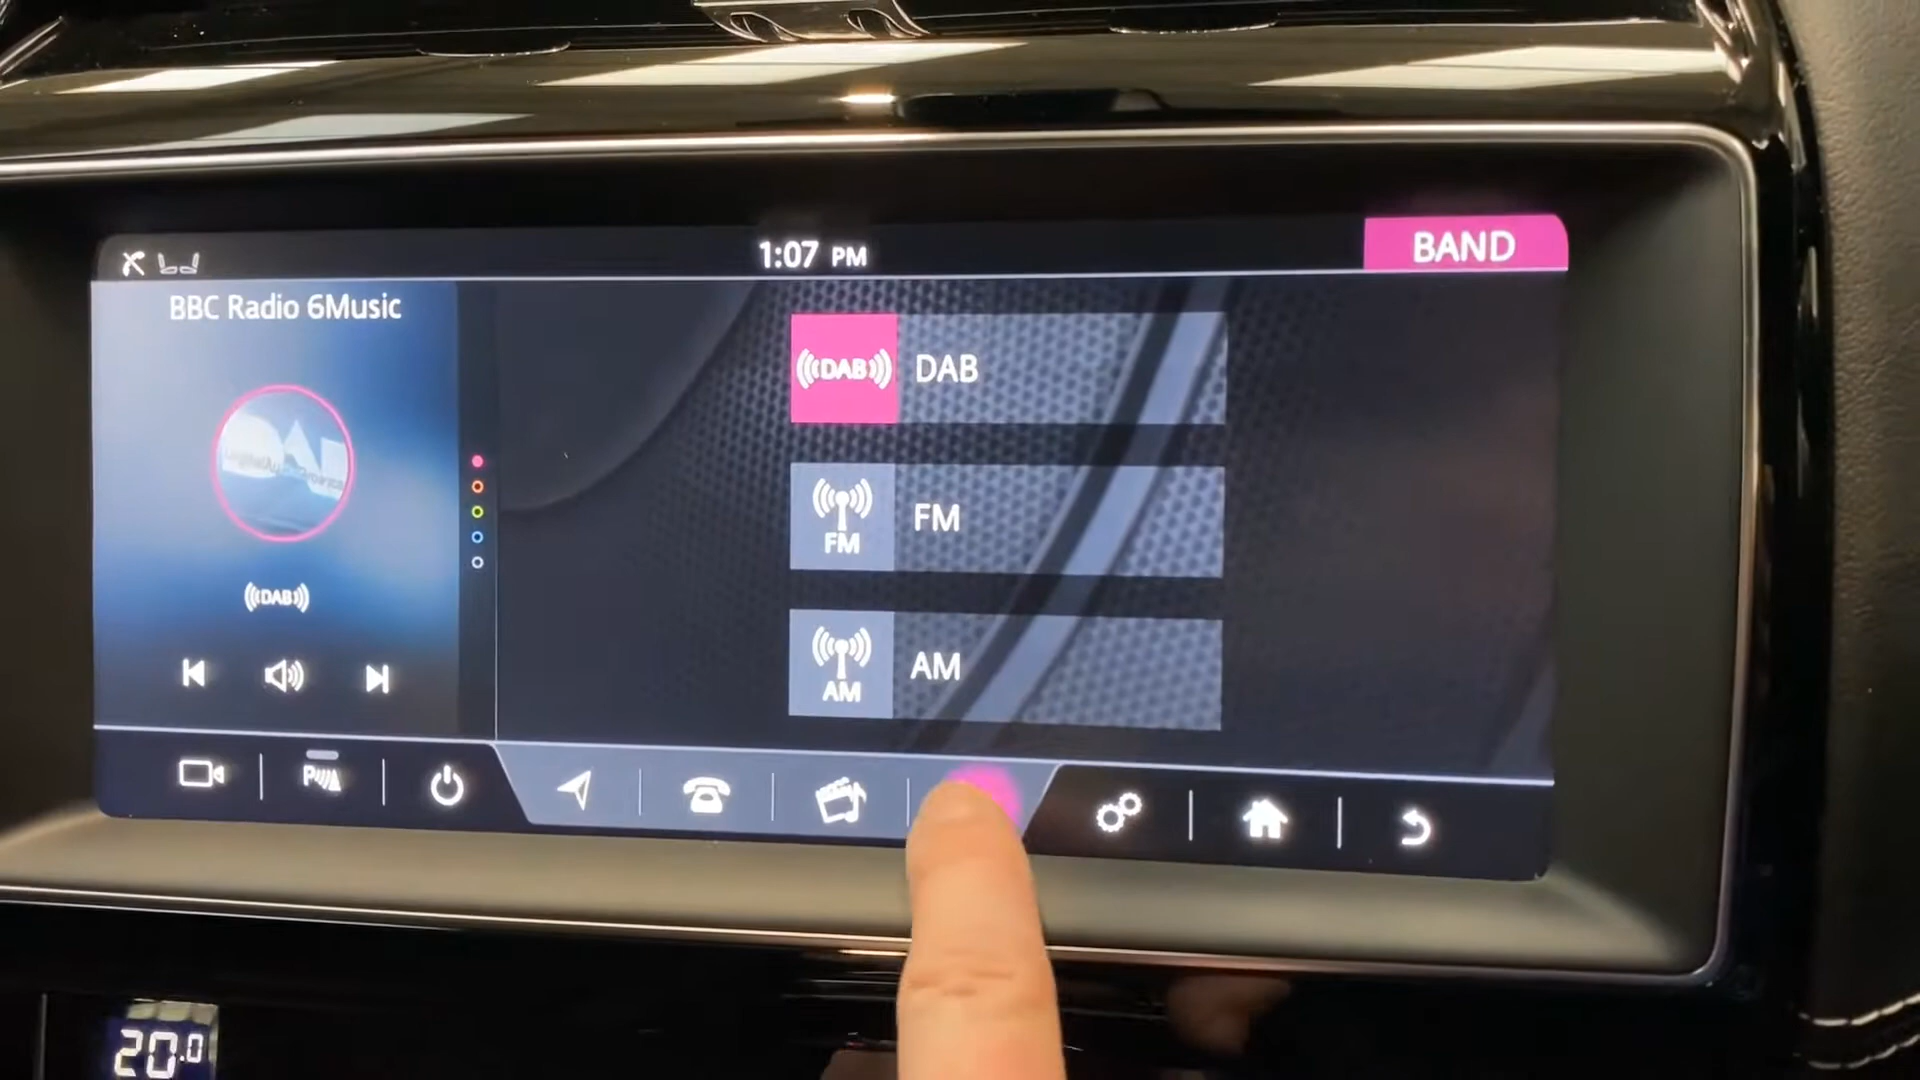 1:07 PM
BAND
BBC Radio 6Music
DAB
DAB
FM
FM
AM
AM
DAB
P
20.0